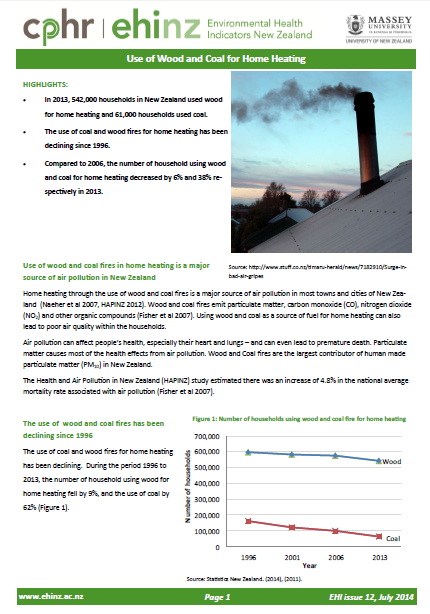 cphr | ehinz Environmental Health
Indicators New Zealand
MASSEY
UNIVERSITY
UNIVERSITY OF NEW ZEALAND
Use of Wood and Coal for Home Heating
HIGHLIGHTS:
• In 2013, 542,000 households in New Zealand used wood
for home heating and 61,000 households used coal.
• The use of coal and wood fires for home heating has been
declining since 1996.
• Compared to 2006, the number of household using wood
and coal for home heating decreased by 6% and 38% re-
spectively in 2013.
Source: http://www.stuff.co.nz/timaru-herald/news/7182910/Surge-in-
bad-air-gripes
Use of wood and coal fires in home heating is a major
source of air pollution in New Zealand
Home heating through the use of wood and coal fires is a major source of air pollution in most towns and cities of New Zea-
land (Naeher et al 2007, HAPINZ 2012). Wood and coal fires emit particulate matter, carbon monoxide (CO), nitrogen dioxide
(NO₂) and other organic compounds (Fisher et al 2007). Using wood and coal as a source of fuel for home heating can also
lead to poor air quality within the households.
Air pollution can affect people's health, especially their heart and lungs – and can even lead to premature death. Particulate
matter causes most of the health effects from air pollution. Wood and Coal fires are the largest contributor of human made
particulate matter (PM₁₀) in New Zealand.
The Health and Air Pollution in New Zealand (HAPINZ) study estimated there was an increase of 4.8% in the national average
mortality rate associated with air pollution (Fisher et al 2007).
The use of wood and coal fires has been
declining since 1996
The use of coal and wood fires for home heating
has been declining. During the period 1996 to
2013, the number of household using wood for
home heating fell by 9%, and the use of coal by
62% (Figure 1).
Figure 1: Number of households using wood and coal fire for home heating
Number of households
700,000
600,000
500,000
400,000
300,000
200,000
100,000
0
Wood
Coal
1996 2001 2006 2013
Year
Source: Statistics New Zealand. (2014), (2011).
www.ehinz.ac.nz Page 1 EHI issue 12, July 2014